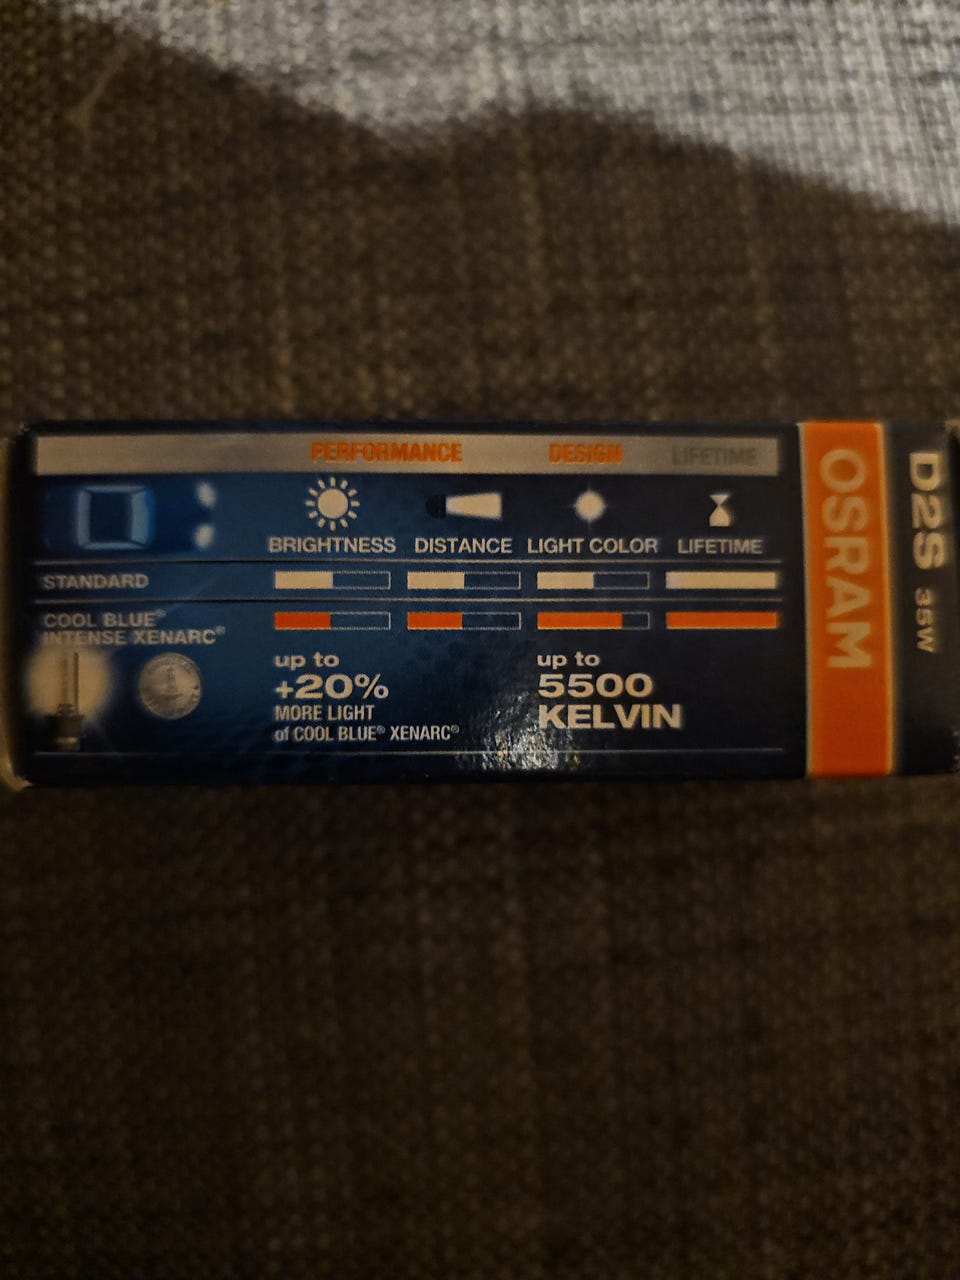 PERFORMANCE DESIGN LIFETIME
BRIGHTNESS DISTANCE LIGHT COLOR LIFETIME
STANDARD
COOL BLUE®
INTENSE XENARC®
up to
+20%
MORE LIGHT
of COOL BLUE® XENARC®
up to
5500
KELVIN
OSRAM
D2S 35W